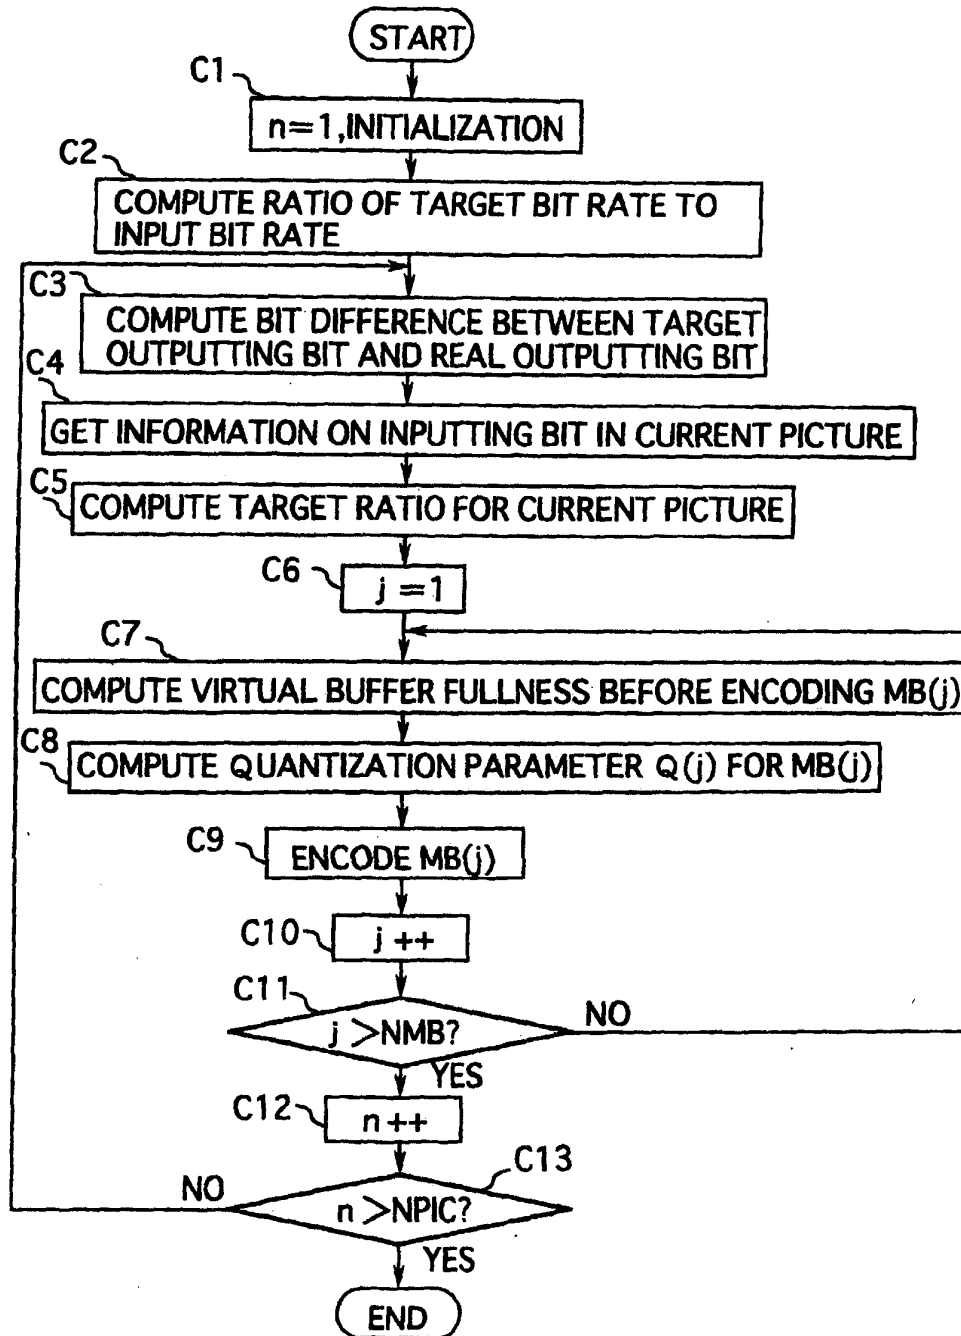 START
C1
n=1,INITIALIZATION
C2
COMPUTE RATIO OF TARGET BIT RATE TO
INPUT BIT RATE
C3
COMPUTE BIT DIFFERENCE BETWEEN TARGET
OUTPUTTING BIT AND REAL OUTPUTTING BIT
C4
GET INFORMATION ON INPUTTING BIT IN CURRENT PICTURE
C5
COMPUTE TARGET RATIO FOR CURRENT PICTURE
C6
j=1
C7
COMPUTE VIRTUAL BUFFER FULLNESS BEFORE ENCODING MB(j)
C8
COMPUTE QUANTIZATION PARAMETER Q(j) FOR MB(j)
C9
ENCODE MB(j)
C10
j++
C11
j>NMB?
NO
YES
C12
n++
C13
NO
n>NPIC?
YES
END